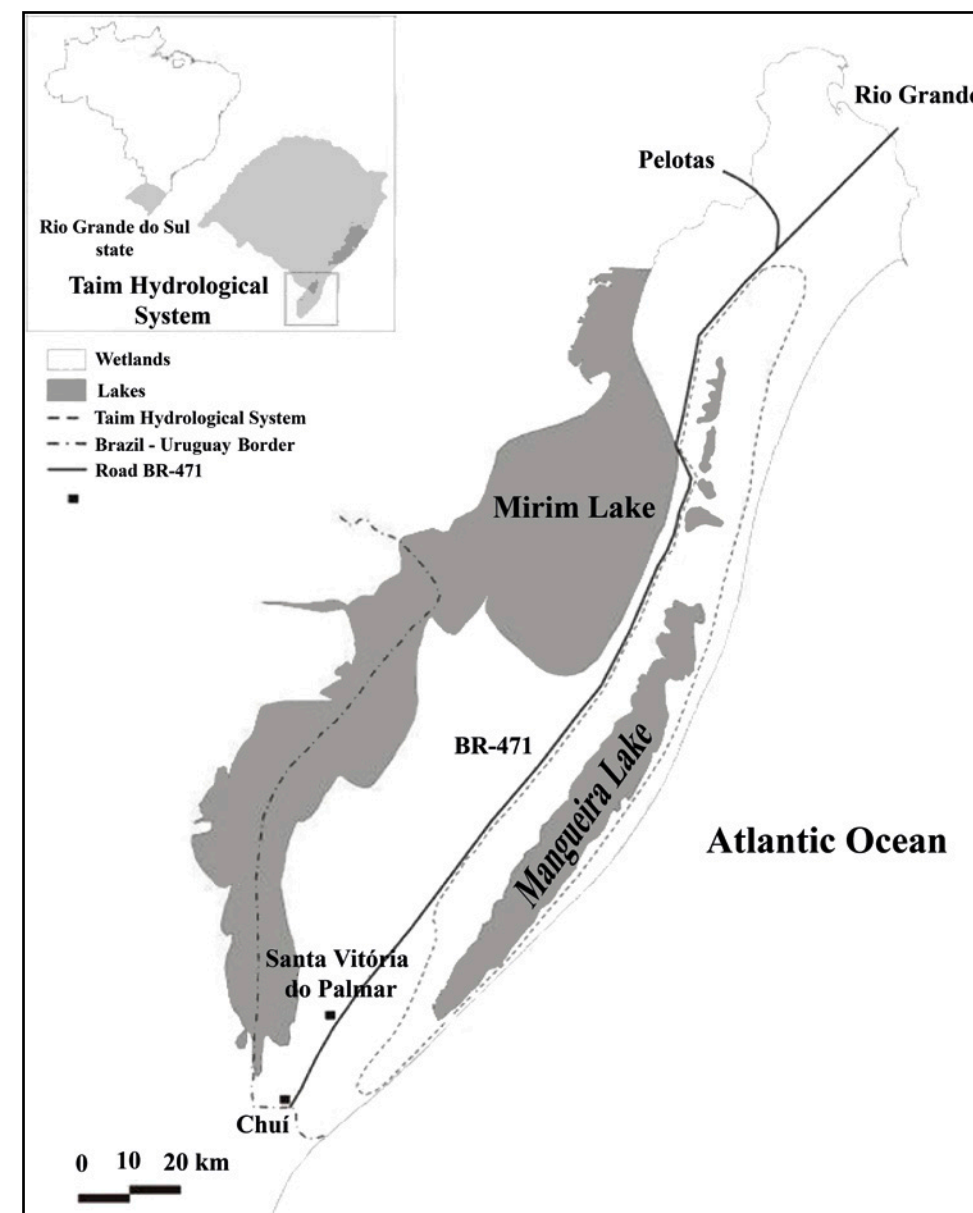 Rio Grande do Sul
state
Taim Hydrological
System
Wetlands
Lakes
Taim Hydrological System
Brazil - Uruguay Border
Road BR-471
Rio Grande
Pelotas
Mirim Lake
BR-471
Mangueira Lake
Atlantic Ocean
Santa Vitória
do Palmar
Chuí
0 10 20 km